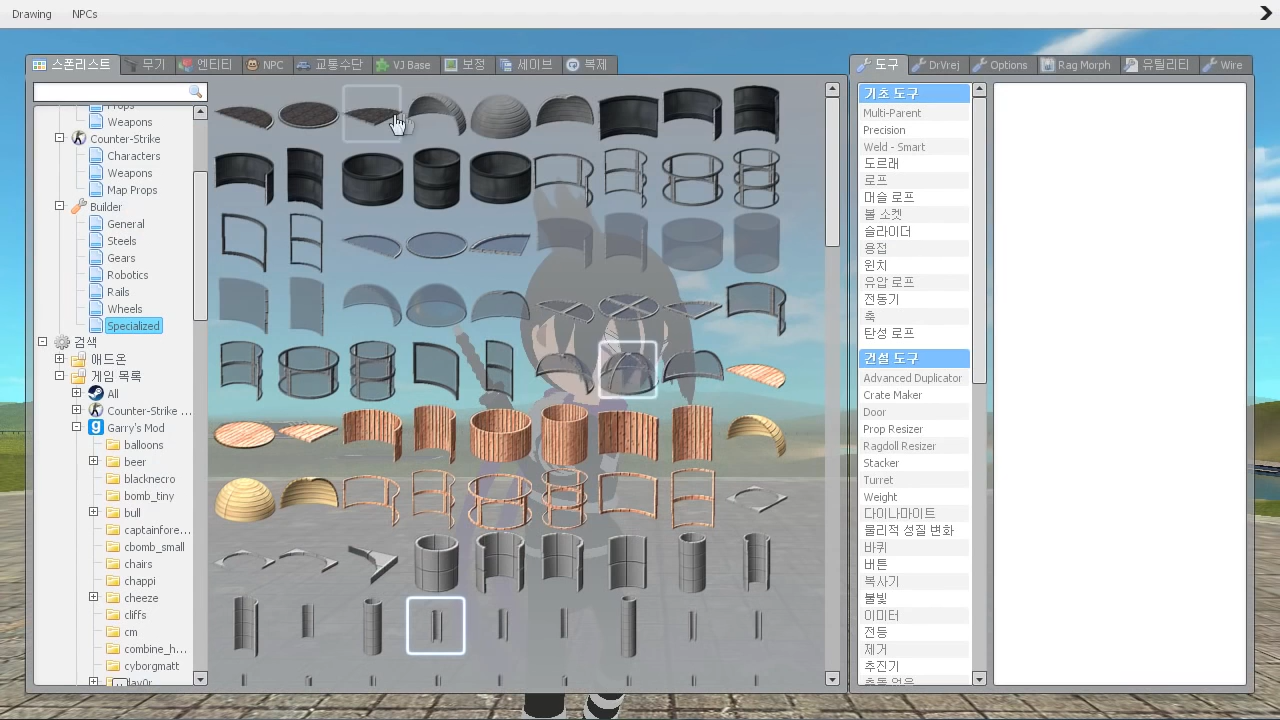 Drawing NPCs
스폰리스트 무기 엔티티 NPC 교통수단 VJ Base 보정 세이브 복제
Props
Weapons
Counter-Strike
Characters
Weapons
Map Props
Builder
General
Steels
Gears
Robotics
Rails
Wheels
Specialized
검색
애드온
게임 목록
All
Counter-Strike ...
Garry's Mod
balloons
beer
blacknecro
bomb_tiny
bull
captainfore...
cbomb_small
chairs
chappi
cheeze
cliffs
cm
combine_h...
cyborgmatt
도구 DrVrej Options Rag Morph 유틸리티 Wire
기초 도구
Multi-Parent
Precision
Weld - Smart
도르래
로프
머슬 로프
볼 소켓
슬라이더
용접
윈치
유압 로프
전동기
축
탄성 로프
건설 도구
Advanced Duplicator
Crate Maker
Door
Prop Resizer
Ragdoll Resizer
Stacker
Turret
Weight
다이나마이트
물리적 성질 변화
바퀴
버튼
복사기
불빛
이미터
전등
제거
추진기
충돌 없음